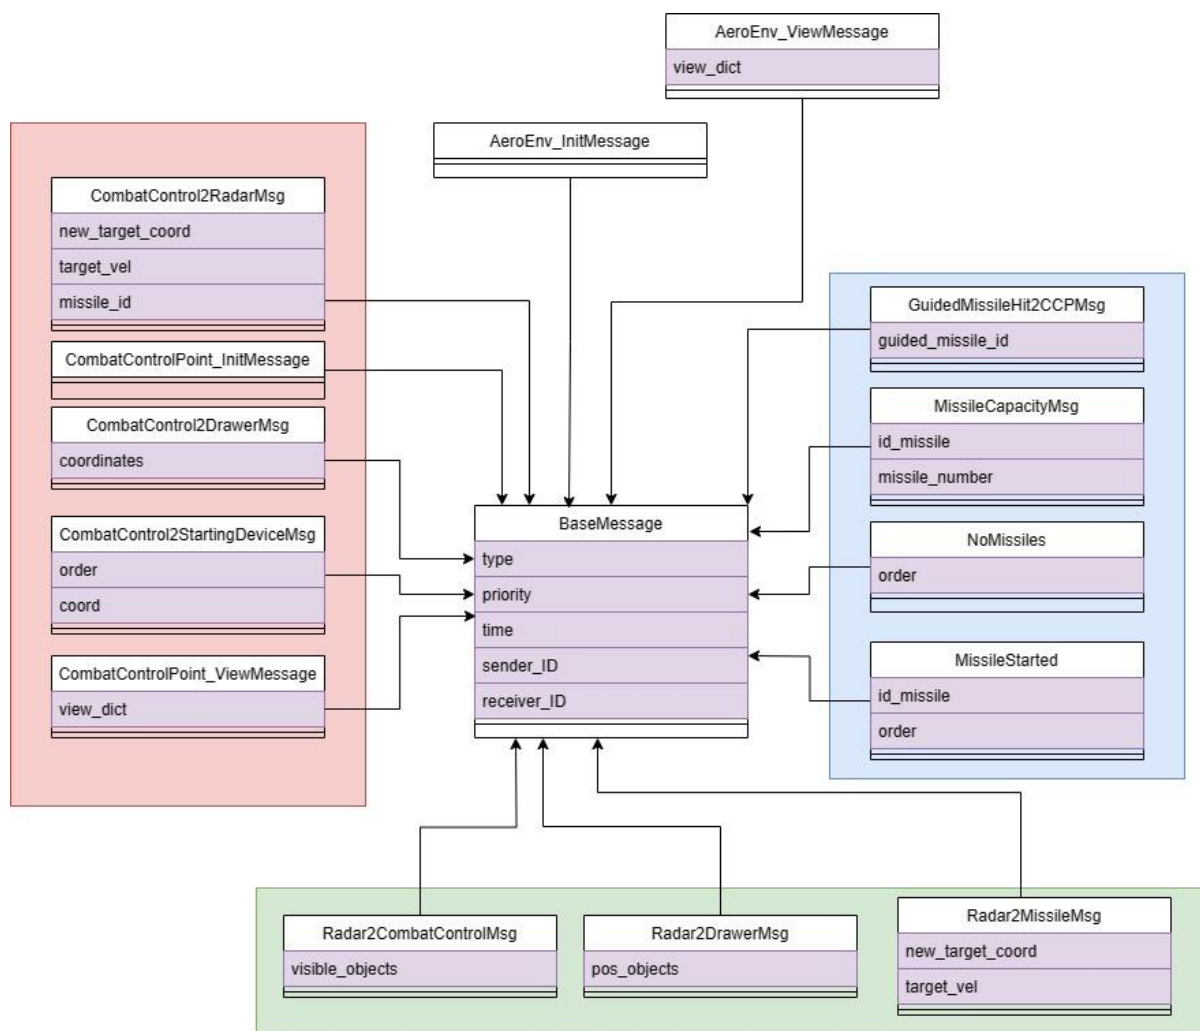 AeroEnv_ViewMessage
view_dict
AeroEnv_InitMessage
CombatControl2RadarMsg
new_target_coord
target_vel
missile_id
CombatControlPoint_InitMessage
CombatControl2DrawerMsg
coordinates
CombatControl2StartingDeviceMsg
order
coord
CombatControlPoint_ViewMessage
view_dict
BaseMessage
type
priority
time
sender_ID
receiver_ID
GuidedMissileHit2CCPMsg
guided_missile_id
MissileCapacityMsg
id_missile
missile_number
NoMissiles
order
MissileStarted
id_missile
order
Radar2CombatControlMsg
visible_objects
Radar2DrawerMsg
pos_objects
Radar2MissileMsg
new_target_coord
target_vel